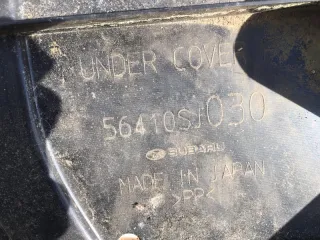 UNDER COVER
56410SJ030
SUBARU
MADE IN JAPAN
>PP<